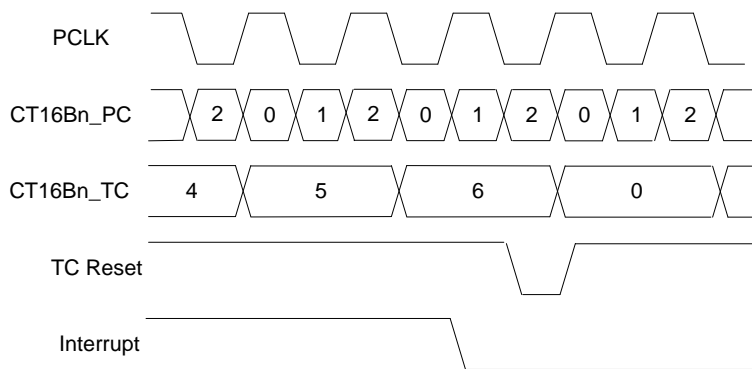 PCLK
CT16Bn_PC 2 0 1 2 0 1 2 0 1 2
CT16Bn_TC 4 5 6 0
TC Reset
Interrupt